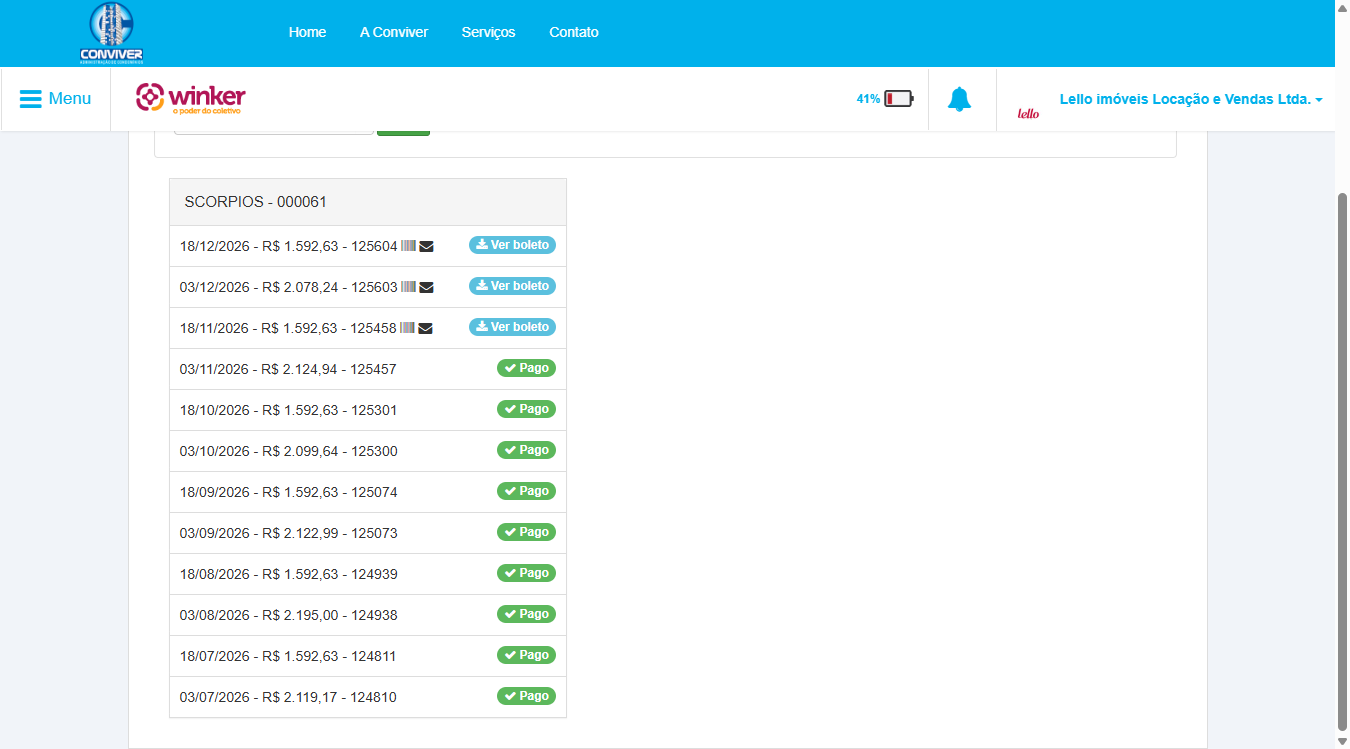 CONVIVER
Home A Conviver Serviços Contato
Menu winker
o poder do coletivo
41%
lello
Lello imóveis Locação e Vendas Ltda.
SCORPIOS - 000061
18/12/2026 - R$ 1.592,63 - 125604 Ver boleto
03/12/2026 - R$ 2.078,24 - 125603 Ver boleto
18/11/2026 - R$ 1.592,63 - 125458 Ver boleto
03/11/2026 - R$ 2.124,94 - 125457 Pago
18/10/2026 - R$ 1.592,63 - 125301 Pago
03/10/2026 - R$ 2.099,64 - 125300 Pago
18/09/2026 - R$ 1.592,63 - 125074 Pago
03/09/2026 - R$ 2.122,99 - 125073 Pago
18/08/2026 - R$ 1.592,63 - 124939 Pago
03/08/2026 - R$ 2.195,00 - 124938 Pago
18/07/2026 - R$ 1.592,63 - 124811 Pago
03/07/2026 - R$ 2.119,17 - 124810 Pago